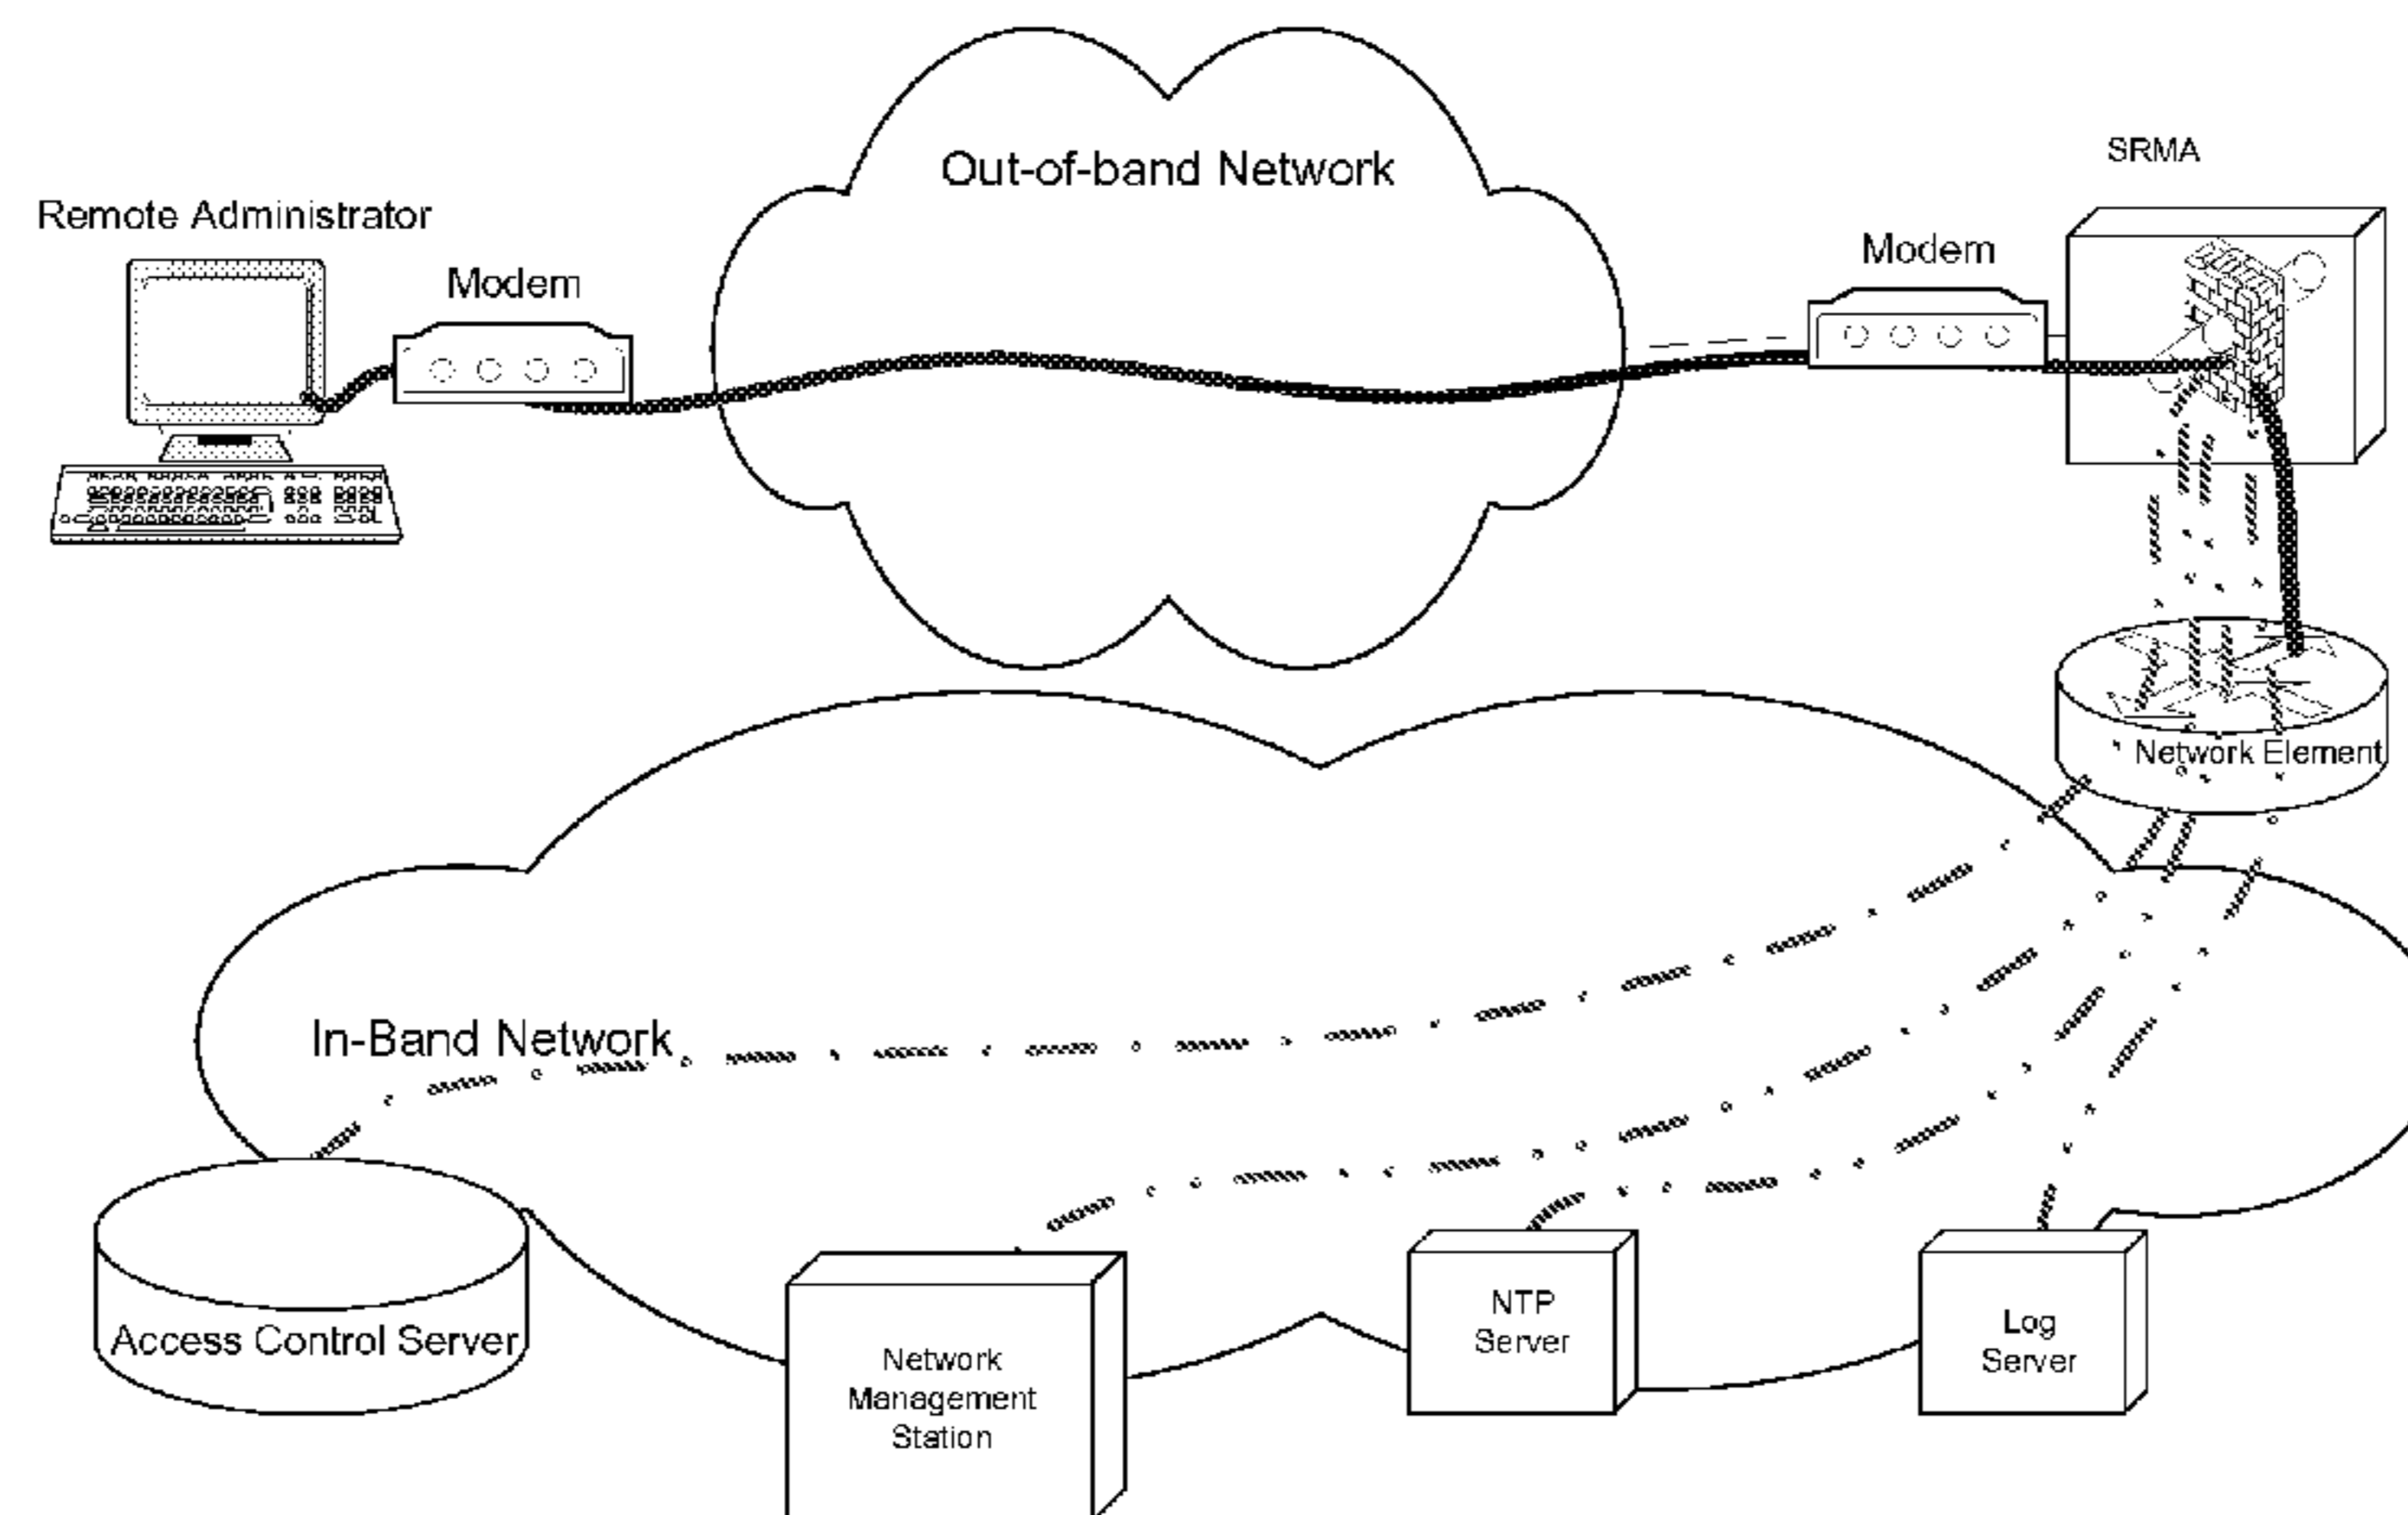 Out-of-band Network
SRMA
Remote Administrator
Modem
Modem
Network Element
In-Band Network
Access Control Server
Network
Management
Station
NTP
Server
Log
Server